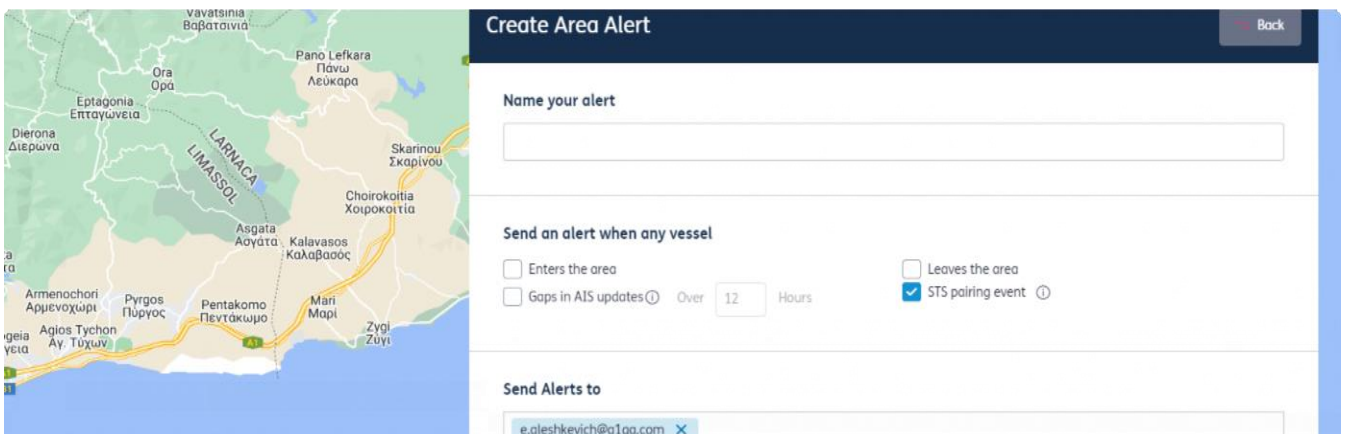 Vavatsinia
Βαβατσινιά
Pano Lefkara
Πάνω
Λεύκαρα
Ora
Ορά
Eptagonia
Επταγώνεια
Dierona
Διερώνα
LARNACA
LIMASSOL
Skarinou
Σκαρίνου
Choirokoitia
Χοιροκοιτία
Asgata
Ασγάτα
Kalavasos
Καλαβασός
Armenochori
Αρμενοχώρι
Pyrgos
Πύργος
Pentakomo
Πεντάκωμο
Mari
Μαρί
Agios Tychon
Αγ. Τύχων
A1
Zygi
Ζύγι
Create Area Alert
Back
Name your alert
Send an alert when any vessel
Enters the area
Leaves the area
Gaps in AIS updates Over 12 Hours
STS pairing event
Send Alerts to
e.aleshkevich@a1qa.com